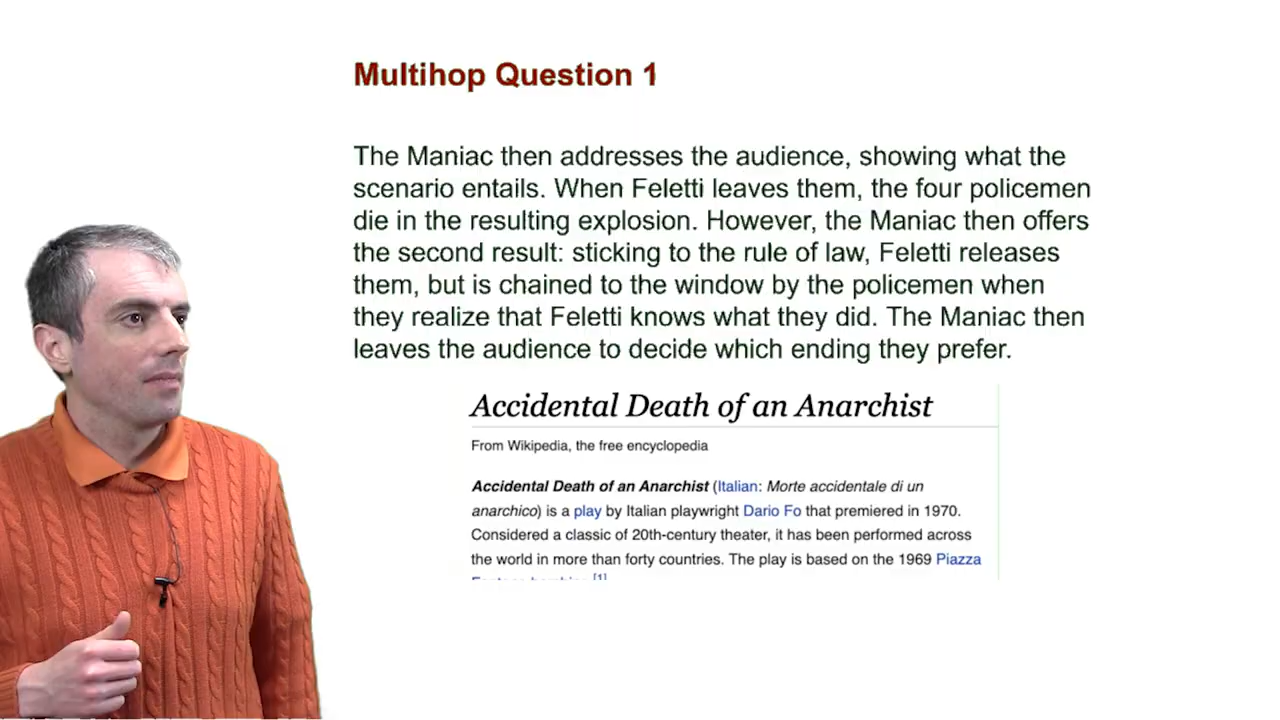 Multihop Question 1
The Maniac then addresses the audience, showing what the
scenario entails. When Feletti leaves them, the four policemen
die in the resulting explosion. However, the Maniac then offers
the second result: sticking to the rule of law, Feletti releases
them, but is chained to the window by the policemen when
they realize that Feletti knows what they did. The Maniac then
leaves the audience to decide which ending they prefer.
Accidental Death of an Anarchist
From Wikipedia, the free encyclopedia
Accidental Death of an Anarchist (Italian: Morte accidentale di un
anarchico) is a play by Italian playwright Dario Fo that premiered in 1970.
Considered a classic of 20th-century theater, it has been performed across
the world in more than forty countries. The play is based on the 1969 Piazza
[1]